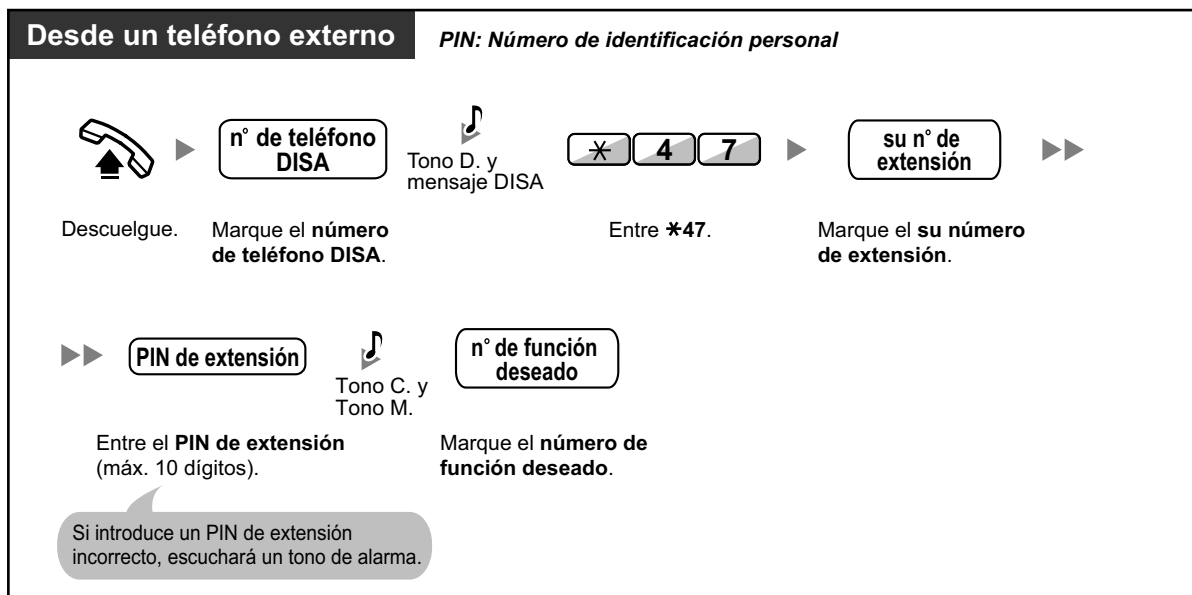 Desde un teléfono externo
PIN: Número de identificación personal
n° de teléfono
DISA
Tono D. y
mensaje DISA
* 4 7
su n° de
extensión
Descuelgue.
Marque el número
de teléfono DISA.
Entre *47.
Marque el su número
de extensión.
PIN de extensión
Tono C. y
Tono M.
n° de función
deseado
Entre el PIN de extensión
(máx. 10 dígitos).
Marque el número de
función deseado.
Si introduce un PIN de extensión
incorrecto, escuchará un tono de alarma.